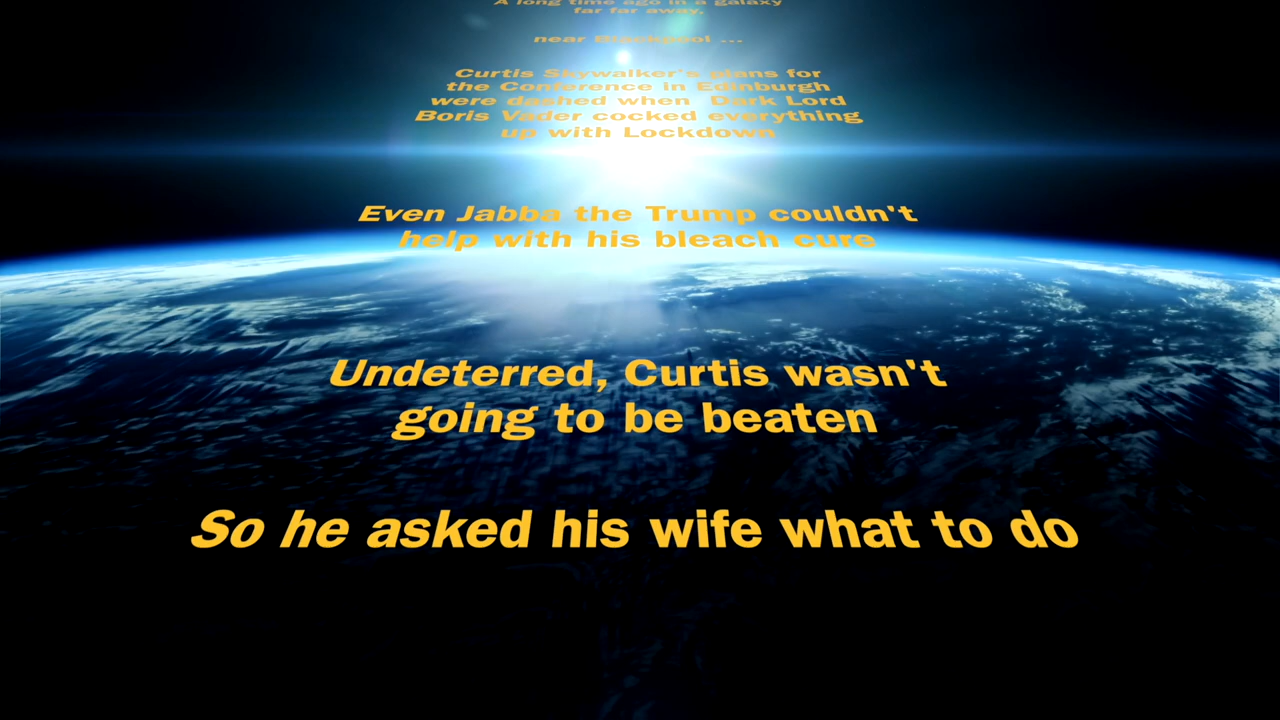 A long time ago in a galaxy
far far away,
near Blackpool ...
Curtis Skywalker's plans for
the Conference in Edinburgh
were dashed when Dark Lord
Boris Vader cocked everything
up with Lockdown
Even Jabba the Trump couldn't
help with his bleach cure
Undeterred, Curtis wasn't
going to be beaten
So he asked his wife what to do